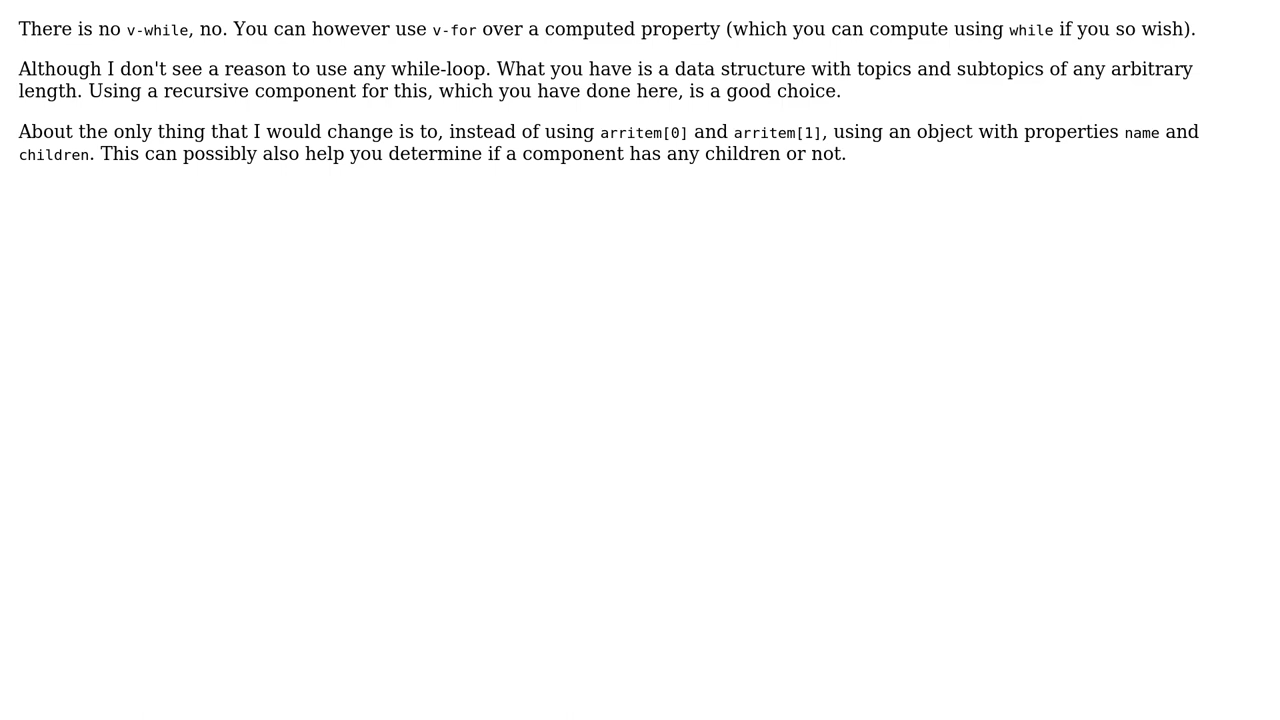 There is no v-while, no. You can however use v-for over a computed property (which you can compute using while if you so wish).
Although I don't see a reason to use any while-loop. What you have is a data structure with topics and subtopics of any arbitrary
length. Using a recursive component for this, which you have done here, is a good choice.
About the only thing that I would change is to, instead of using arritem[0] and arritem[1], using an object with properties name and
children. This can possibly also help you determine if a component has any children or not.